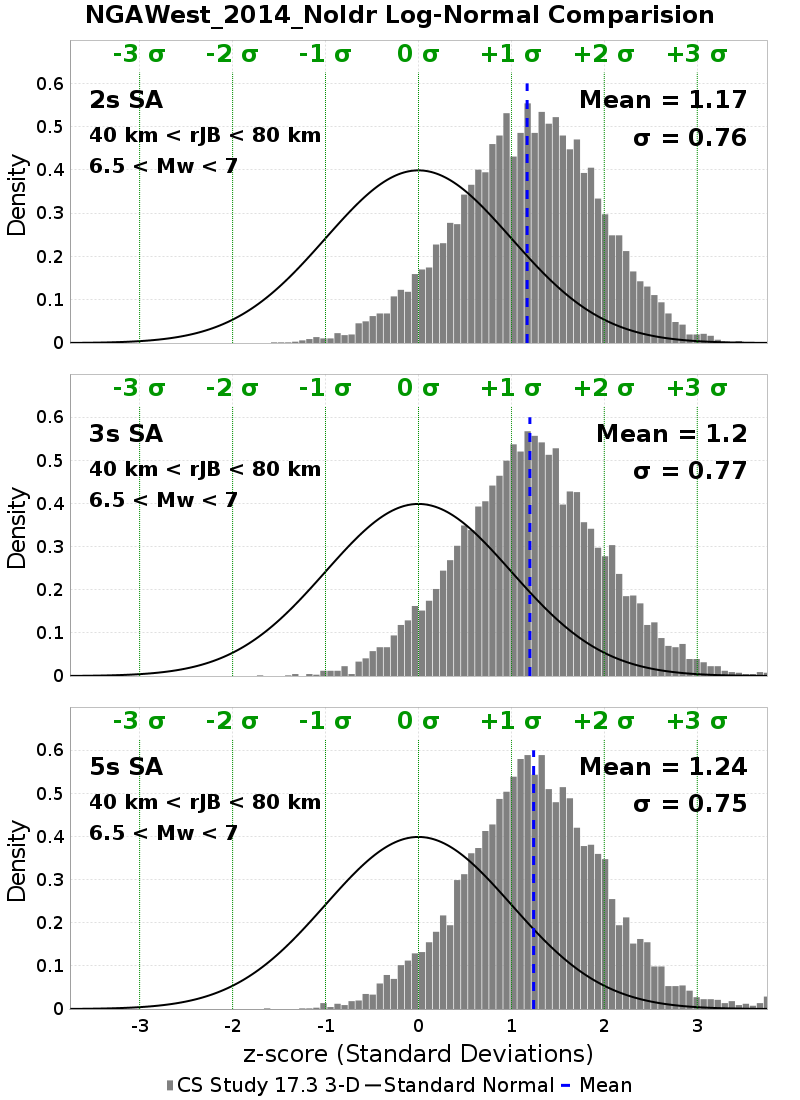 NGAWest_2014_NoIdr Log-Normal Comparision
-3 σ -2 σ -1 σ 0 σ +1 σ +2 σ +3 σ
0.6
2s SA Mean = 1.17
0.5
40 km < rJB < 80 km σ = 0.76
6.5 < Mw < 7
0.4
0.3
0.2
0.1
0
Density
-3 σ -2 σ -1 σ 0 σ +1 σ +2 σ +3 σ
0.6
3s SA Mean = 1.2
0.5
40 km < rJB < 80 km σ = 0.77
6.5 < Mw < 7
0.4
0.3
0.2
0.1
0
Density
-3 σ -2 σ -1 σ 0 σ +1 σ +2 σ +3 σ
0.6
5s SA Mean = 1.24
0.5
40 km < rJB < 80 km σ = 0.75
6.5 < Mw < 7
0.4
0.3
0.2
0.1
0
Density
-3 -2 -1 0 1 2 3
z-score (Standard Deviations)
CS Study 17.3 3-D Standard Normal Mean